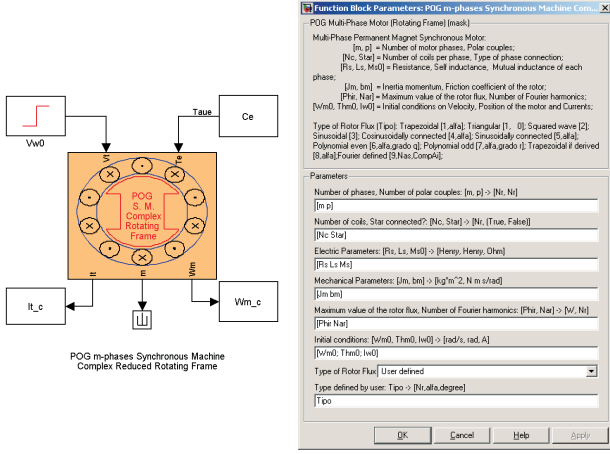 Vw0
Taue
Ce
Vt
Te
POG
S. M.
Complex
Rotating
Frame
It
m
Wm
It_c
Wm_c
POG m-phases Synchronous Machine
Complex Reduced Rotating Frame
Function Block Parameters: POG m-phases Synchronous Machine Com...
POG Multi-Phase Motor (Rotating Frame) (mask)
Multi-Phase Permanent Magnet Synchronous Motor:
[m, p] = Number of motor phases, Polar couples;
[Nc, Star] = Number of coils per phase, Type of phase connection;
[Rs, Ls, Ms0] = Resistance, Self inductance, Mutual inductance of each
phase;
[Jm, bm] = Inertia momentum, Friction coefficient of the rotor;
[Phir, Nar] = Maximum value of the rotor flux, Number of Fourier harmonics;
[Wm0, Thm0, Iw0] = Initial conditions on Velocity, Position of the motor and Currents;
Type of Rotor Flux (Tipo): Trapezoidal [1,alfa]; Triangular [1, 0]; Squared wave [2];
Sinusoidal [3]; Cosinusoidally connected [4,alfa]; Sinusoidally connected [5,alfa];
Polynomial even [6,alfa,grado q]; Polynomial odd [7,alfa,grado r]; Trapezoidal if derived
[8,alfa];Fourier defined [9,Nas,CompAi];
Parameters
Number of phases, Number of polar couples: [m, p] -> [Nr, Nr]
[m p]
Number of coils, Star connected?: [Nc, Star] -> [Nr, (True, False)]
[Nc Star]
Electric Parameters: [Rs, Ls, Ms0] -> [Henry, Henry, Ohm]
[Rs Ls Ms]
Mechanical Parameters: [Jm, bm] -> [kg*m^2, N m s/rad]
[Jm bm]
Maximum value of the rotor flux, Number of Fourier harmonics: [Phir, Nar] -> [W, Nr]
[Phir Nar]
Initial conditions: [Wm0, Thm0, Iw0] -> [rad/s, rad, A]
[Wm0; Thm0; Iw0]
Type of Rotor Flux User defined
Type defined by user: Tipo -> [Nr,alfa,degree]
Tipo
OK Cancel Help Apply